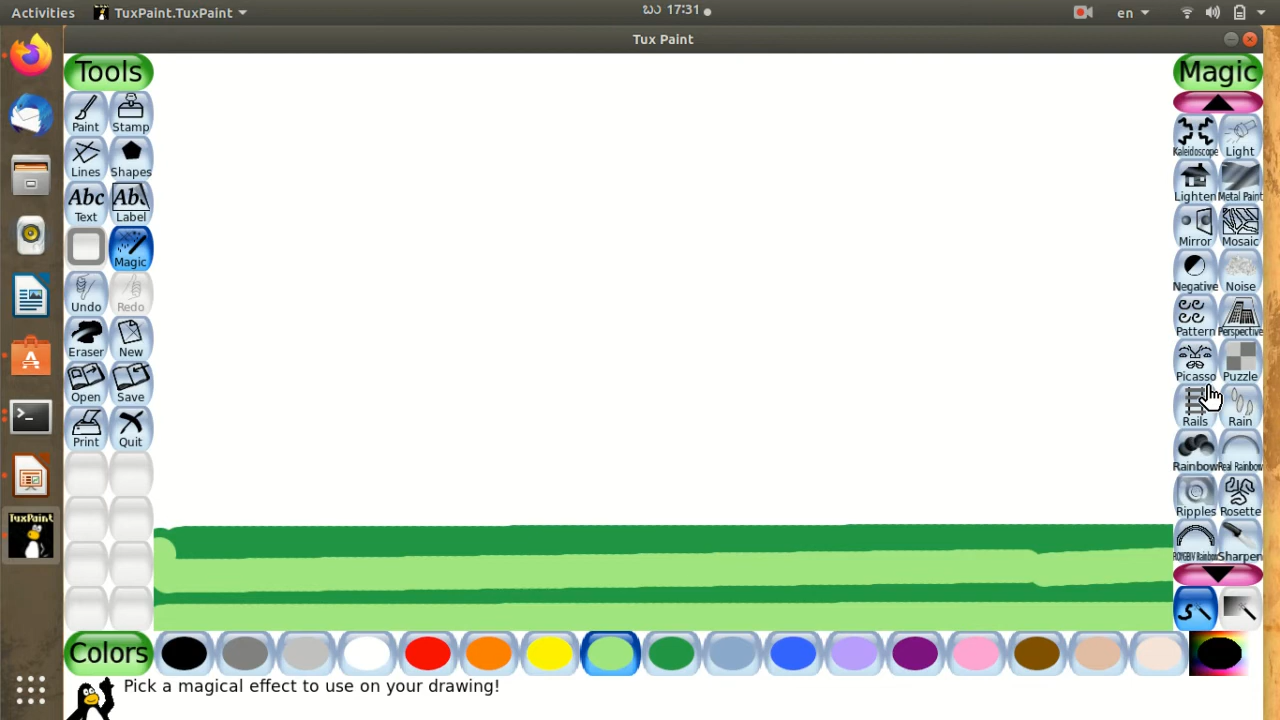 Activities TuxPaint.TuxPaint ඔට 17:31 en
Tux Paint
Tools
Magic
Paint Stamp
Lines Shapes
Abc Abc
Text Label
Magic
Undo Redo
Eraser New
Open Save
Print Quit
Kaleidoscope Light
Lighten Metal Paint
Mirror Mosaic
Negative Noise
Pattern Perspective
Picasso Puzzle
Rails Rain
Rainbow Real Rainbow
Ripples Rosette
ROYGBIV Rainbow Sharpen
TuxPaint
Colors
Pick a magical effect to use on your drawing!